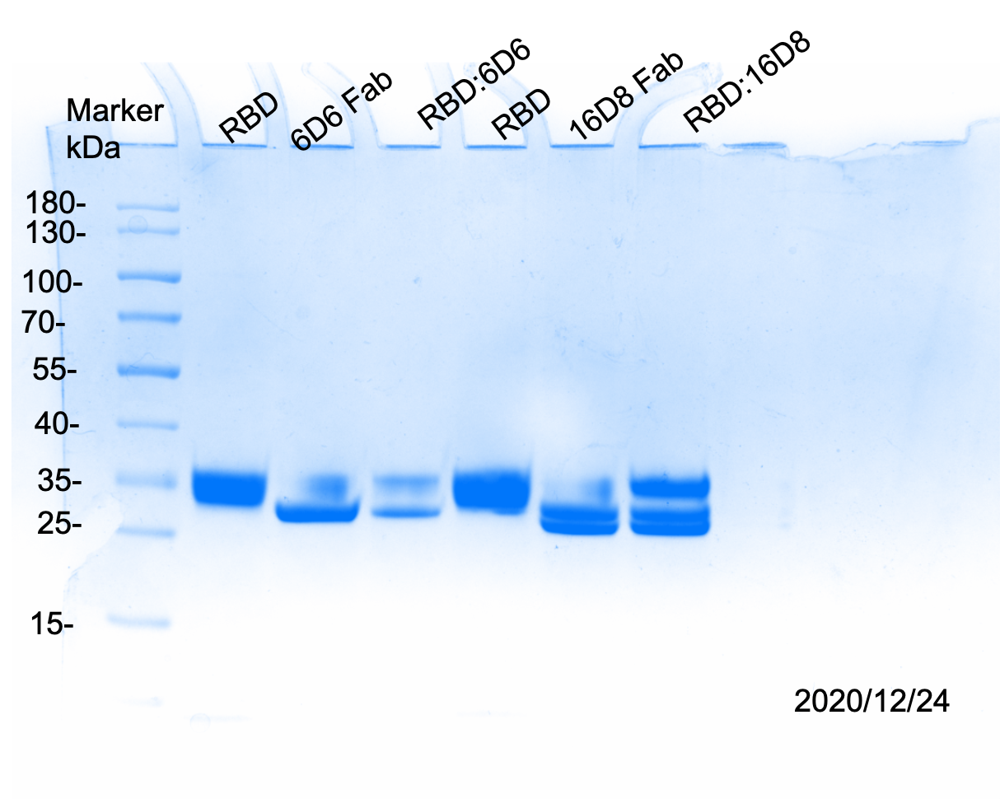 Marker
kDa
RBD
6D6 Fab
RBD:6D6
RBD
16D8 Fab
RBD:16D8
180-
130-
100-
70-
55-
40-
35-
25-
15-
2020/12/24